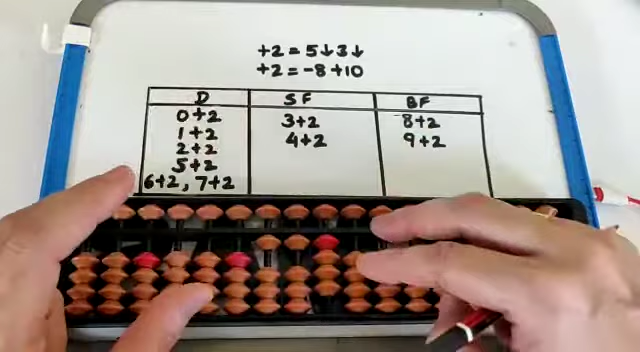 +2 = 5↓3↓
+2 = -8+10
D SF BF
0+2 3+2 8+2
1+2 4+2 9+2
2+2
5+2
6+2, 7+2